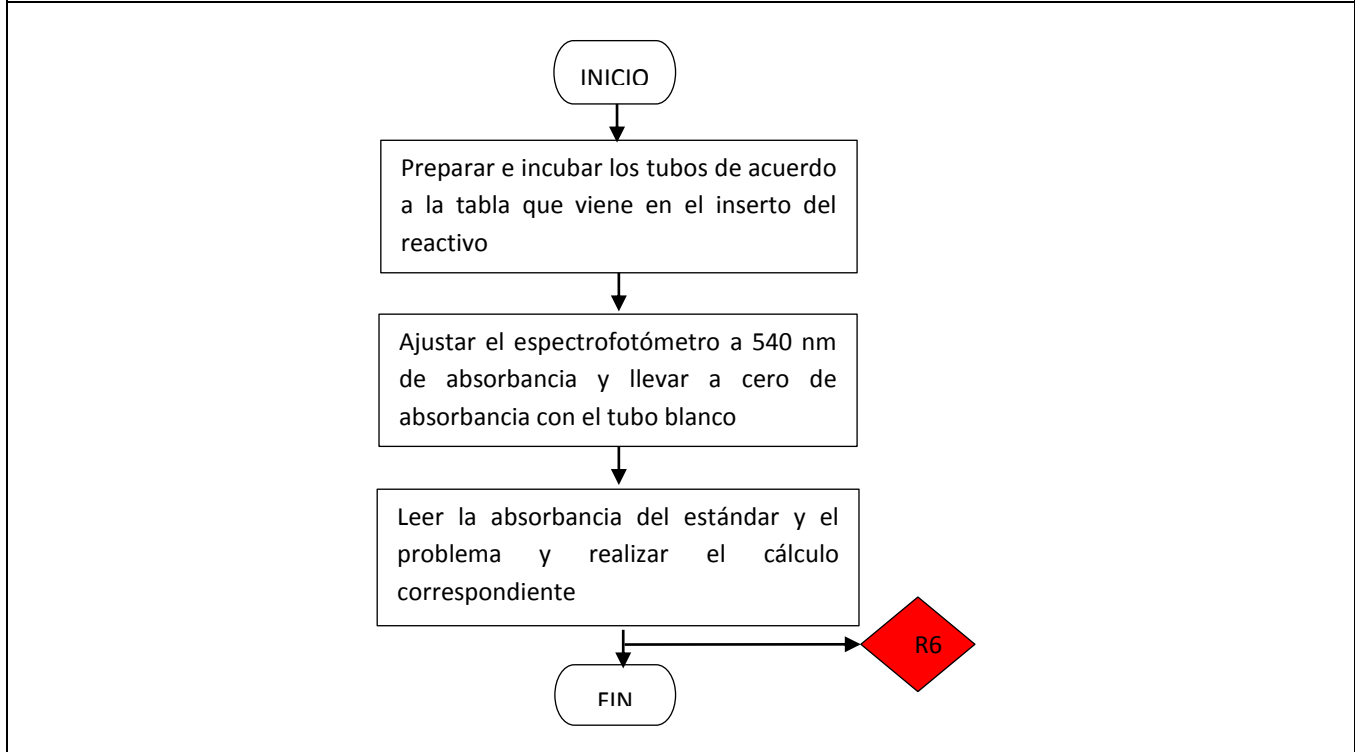 INICIO
Preparar e incubar los tubos de acuerdo
a la tabla que viene en el inserto del
reactivo
Ajustar el espectrofotómetro a 540 nm
de absorbancia y llevar a cero de
absorbancia con el tubo blanco
Leer la absorbancia del estándar y el
problema y realizar el cálculo
correspondiente
R6
FIN